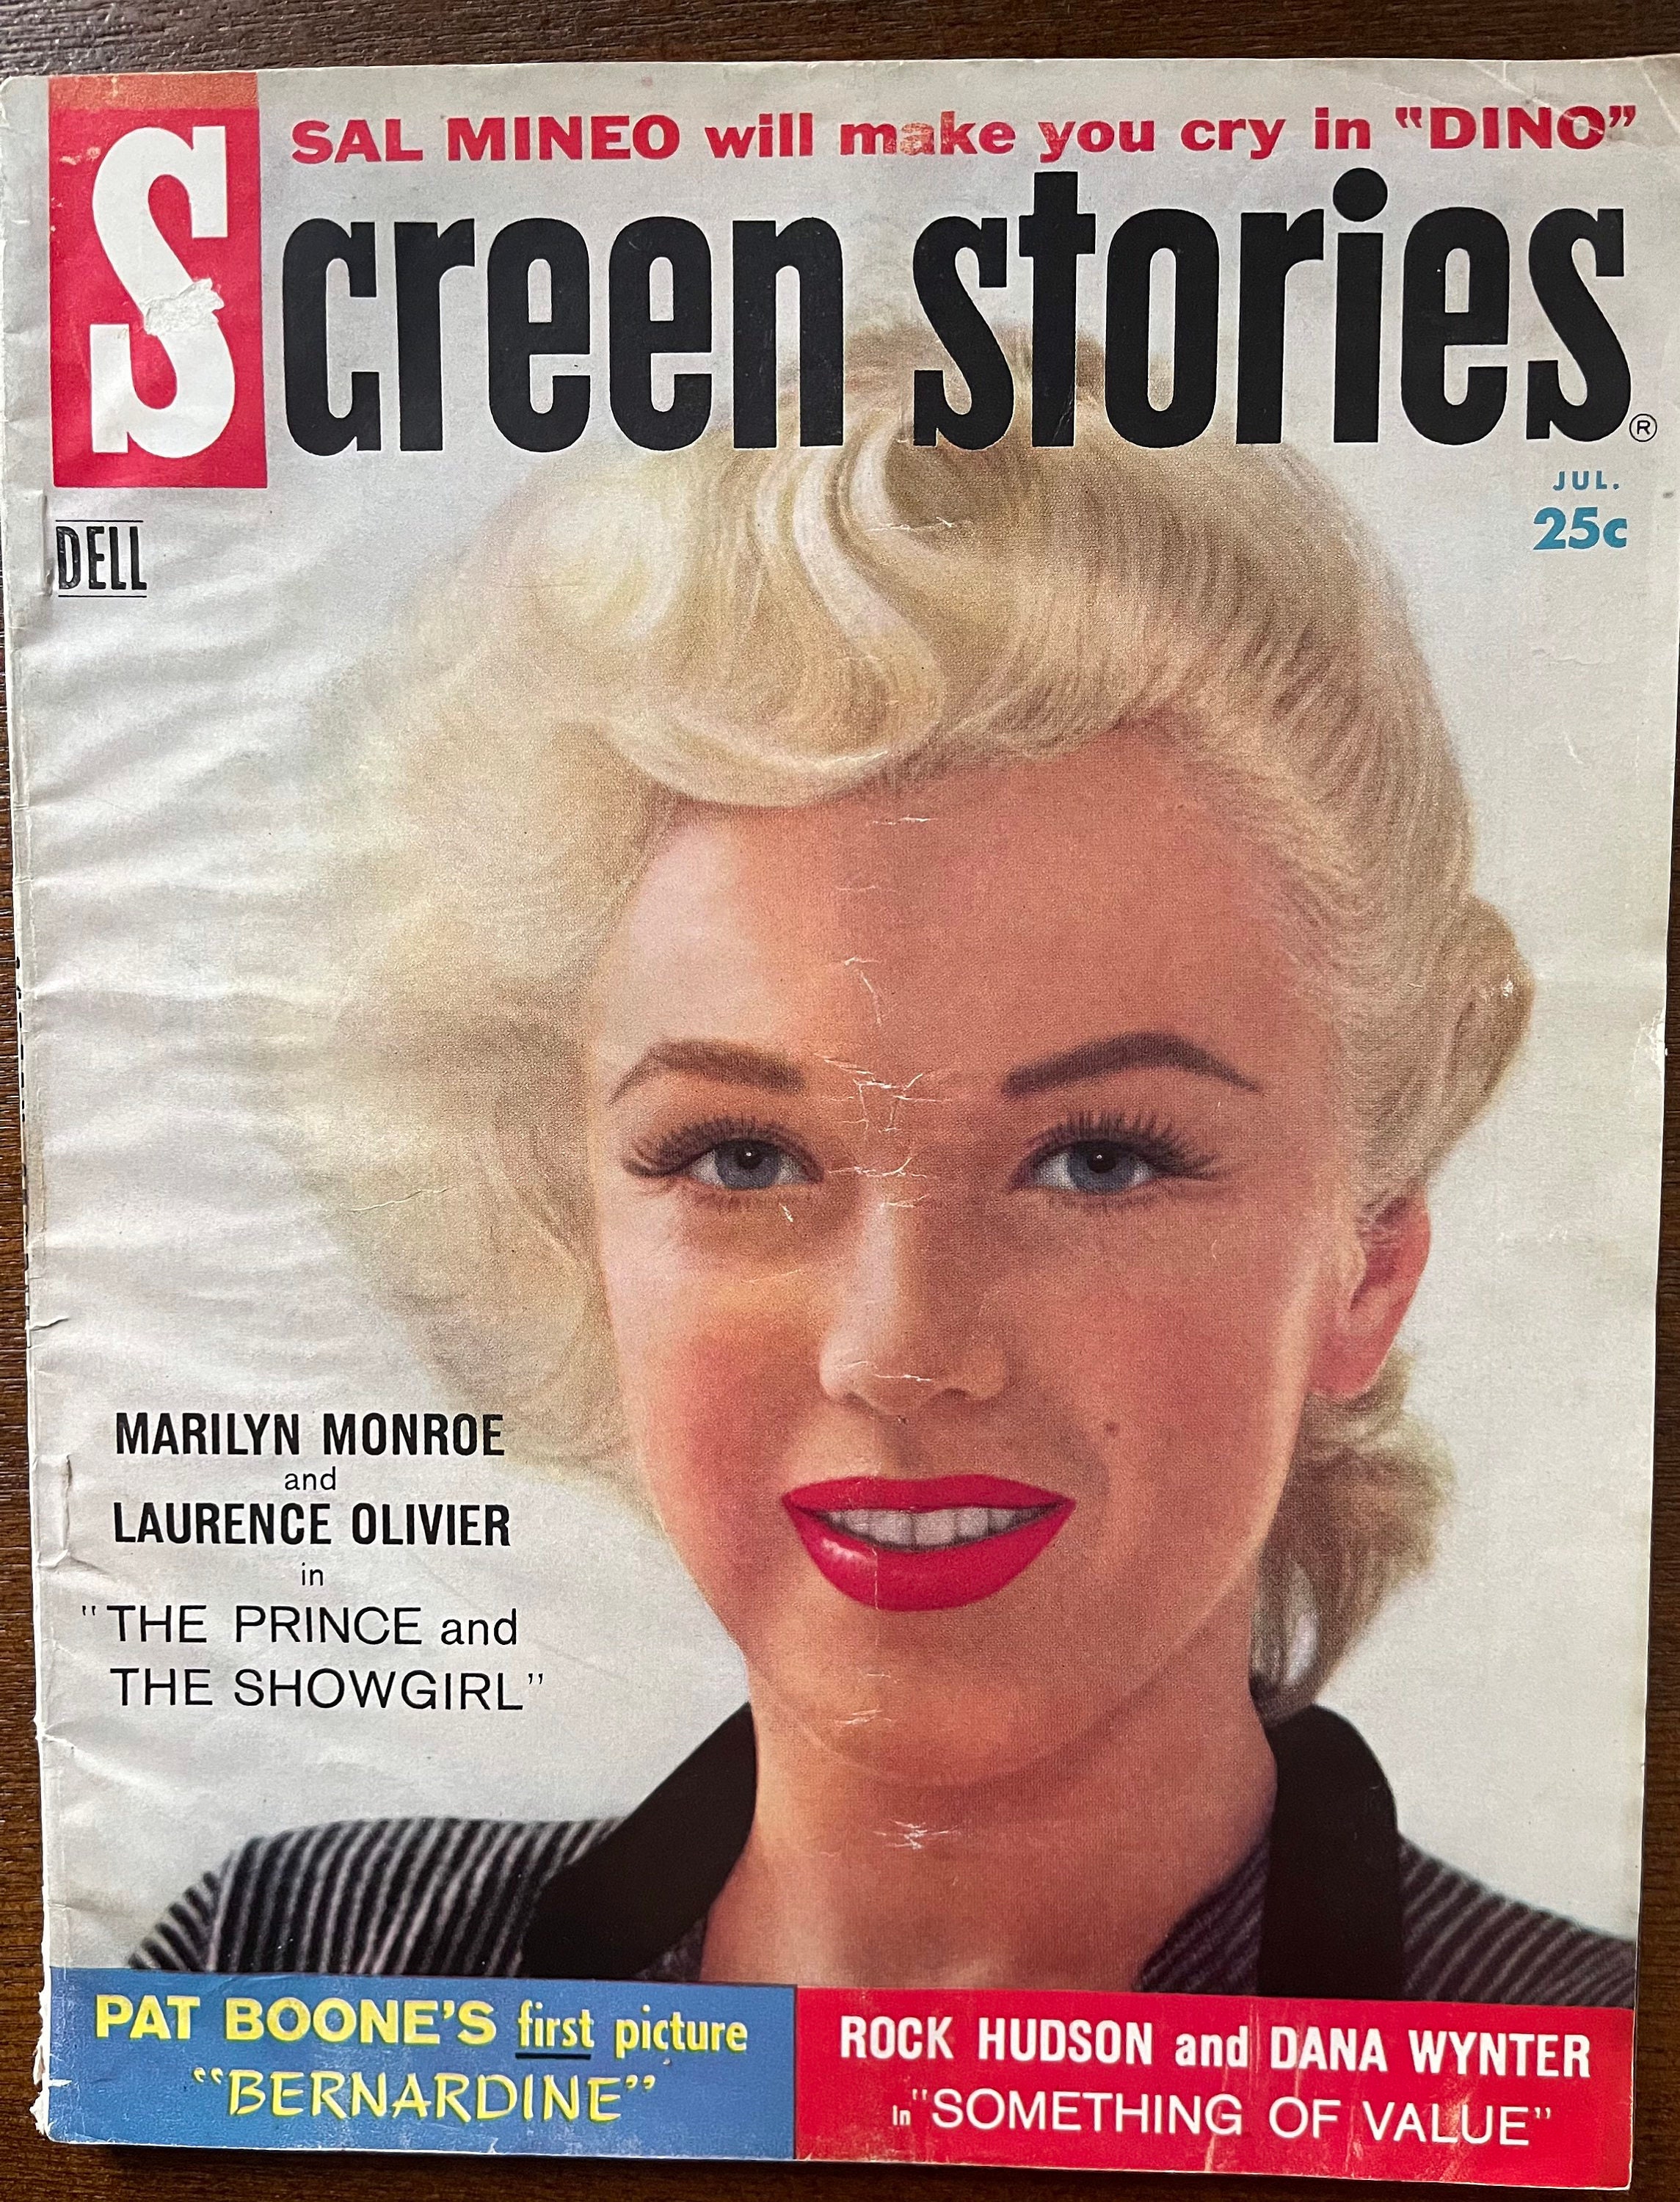 SAL MINEO will make you cry in "DINO"
Screen stories®
JUL.
25c
DELL
MARILYN MONROE
and
LAURENCE OLIVIER
in
"THE PRINCE and
THE SHOWGIRL"
PAT BOONE'S first picture
"BERNARDINE"
ROCK HUDSON and DANA WYNTER
in "SOMETHING OF VALUE"